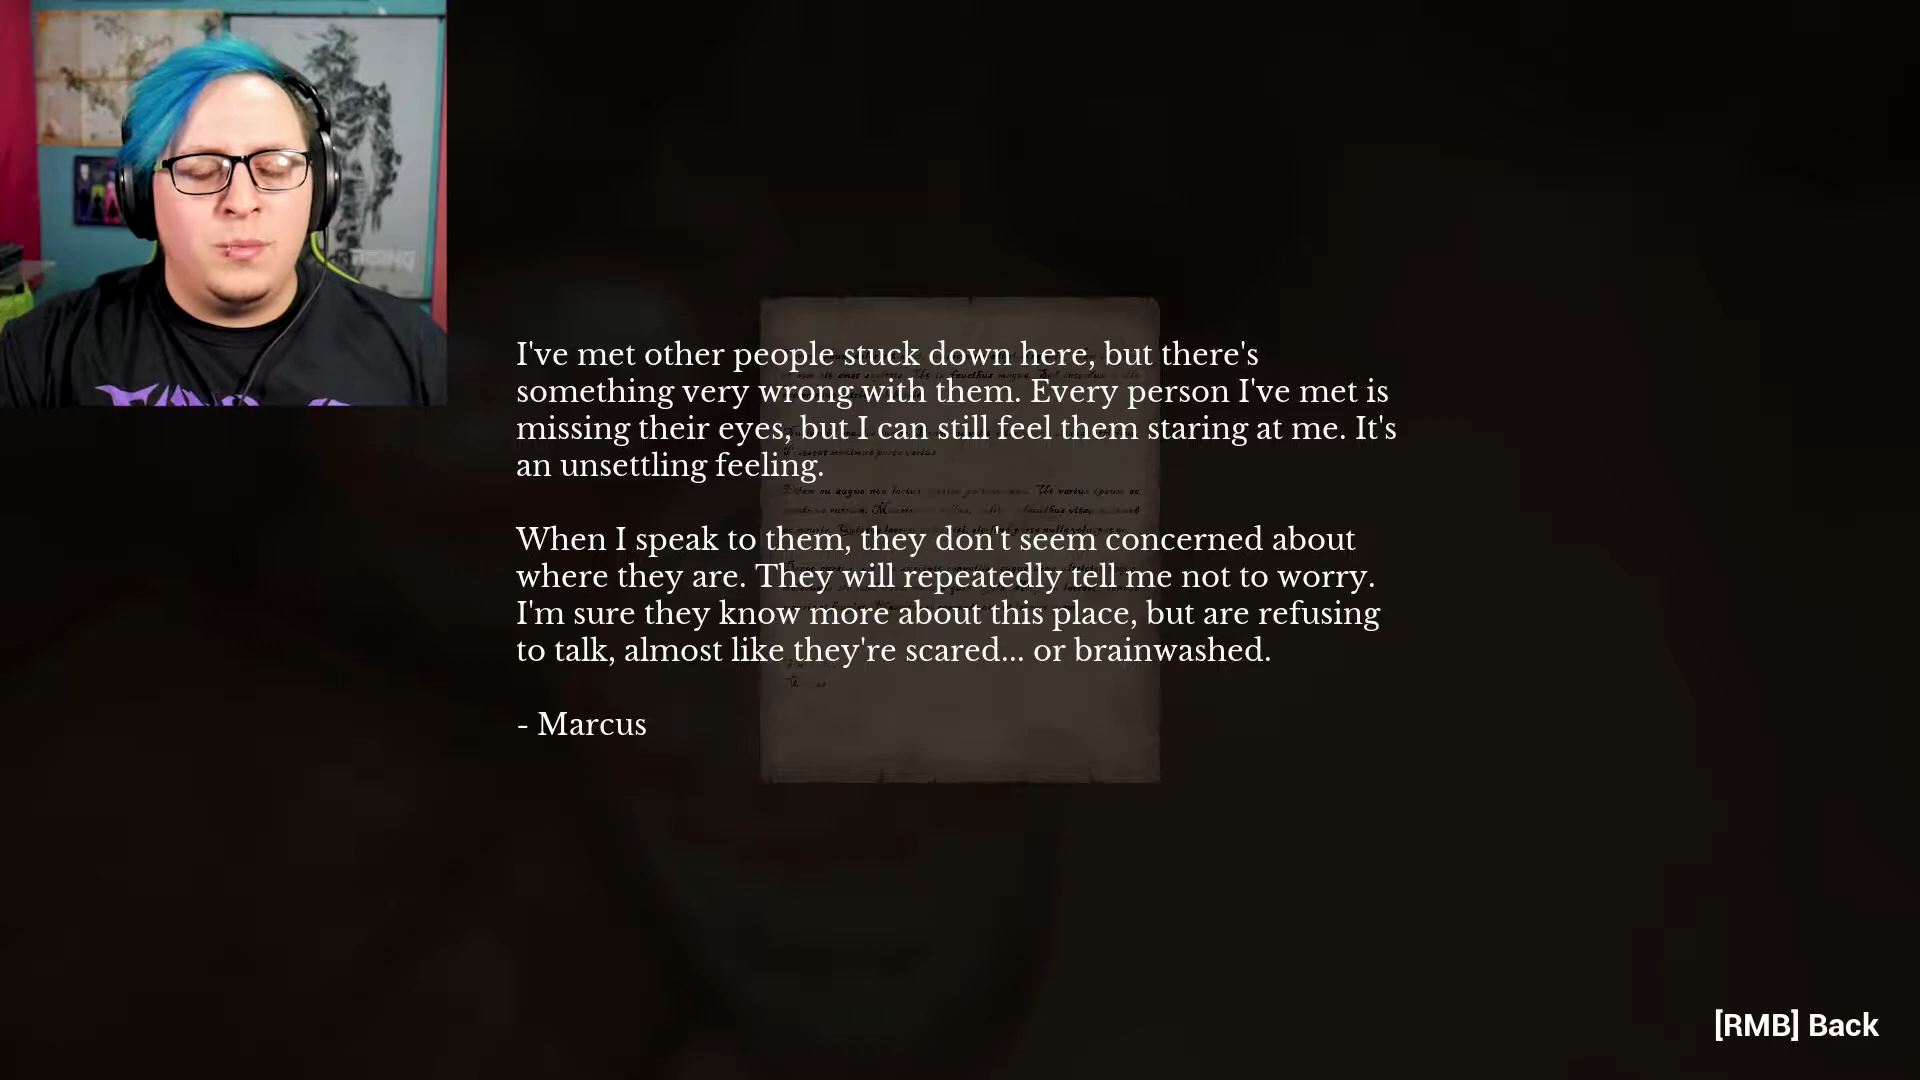 RISING
I've met other people stuck down here, but there's
something very wrong with them. Every person I've met is
missing their eyes, but I can still feel them staring at me. It's
an unsettling feeling.
When I speak to them, they don't seem concerned about
where they are. They will repeatedly tell me not to worry.
I'm sure they know more about this place, but are refusing
to talk, almost like they're scared... or brainwashed.
- Marcus
[RMB] Back